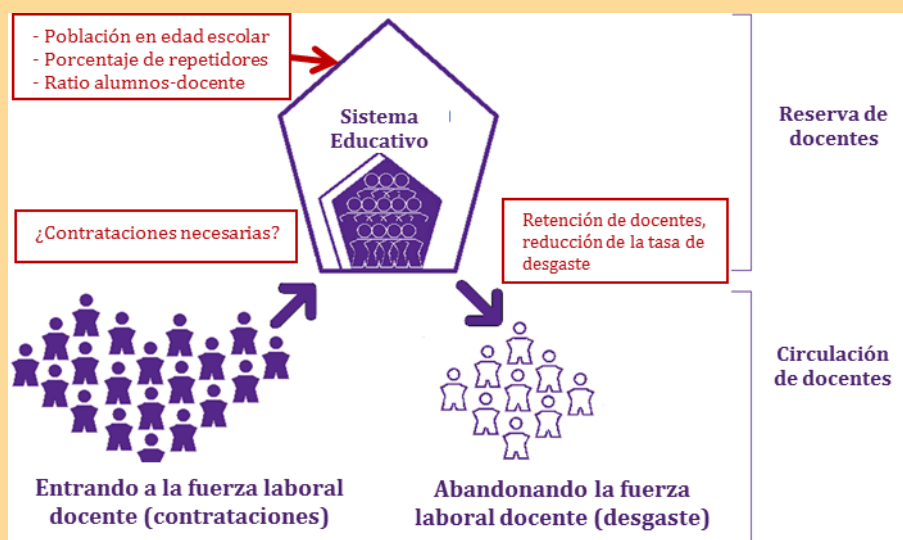 - Población en edad escolar
- Porcentaje de repetidores
- Ratio alumnos-docente
Sistema
Educativo
Reserva de
docentes
¿Contrataciones necesarias?
Retención de docentes,
reducción de la tasa de
desgaste
Circulación
de docentes
Entrando a la fuerza laboral
docente (contrataciones)
Abandonando la fuerza
laboral docente (desgaste)